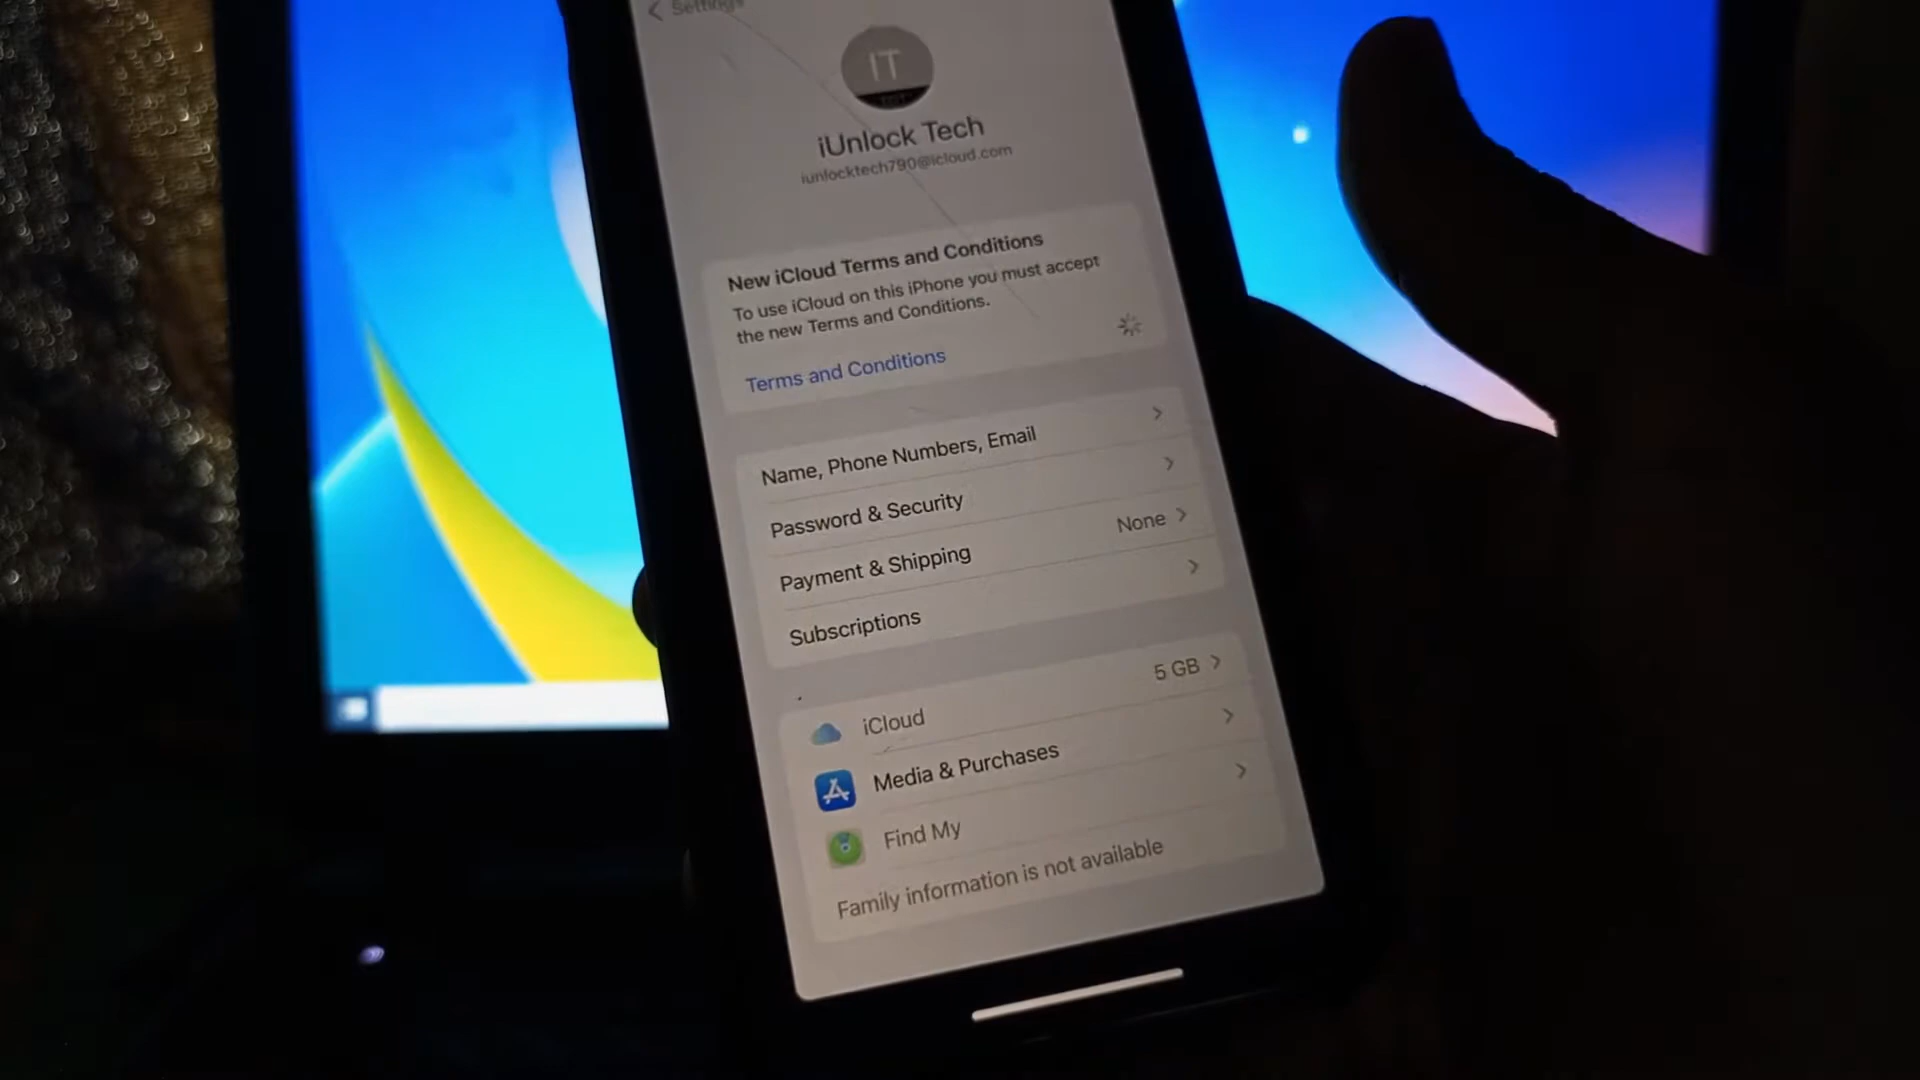 Settings
IT
iUnlock Tech
iunlocktech790@icloud.com
New iCloud Terms and Conditions
To use iCloud on this iPhone you must accept
the new Terms and Conditions.
Terms and Conditions
Name, Phone Numbers, Email
Password & Security
Payment & Shipping None
Subscriptions
iCloud 5 GB
Media & Purchases
Find My
Family information is not available